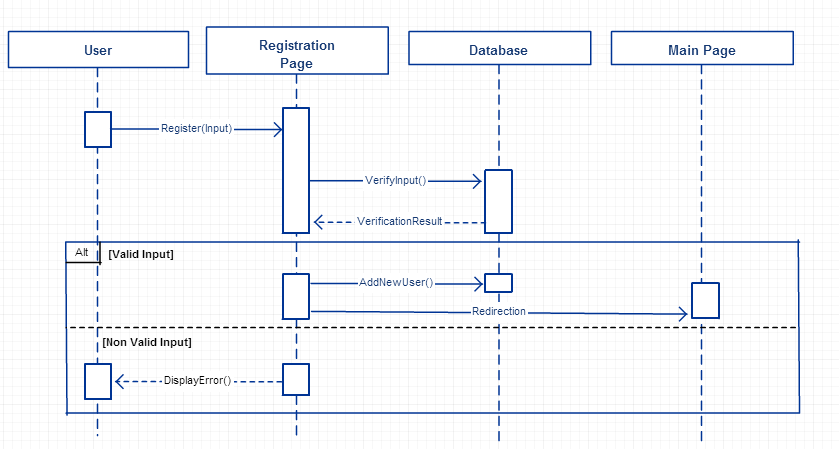 User
Registration
Page
Database
Main Page
Register(Input)
VerifyInput()
VerificationResult
Alt
[Valid Input]
AddNewUser()
Redirection
[Non Valid Input]
DisplayError()